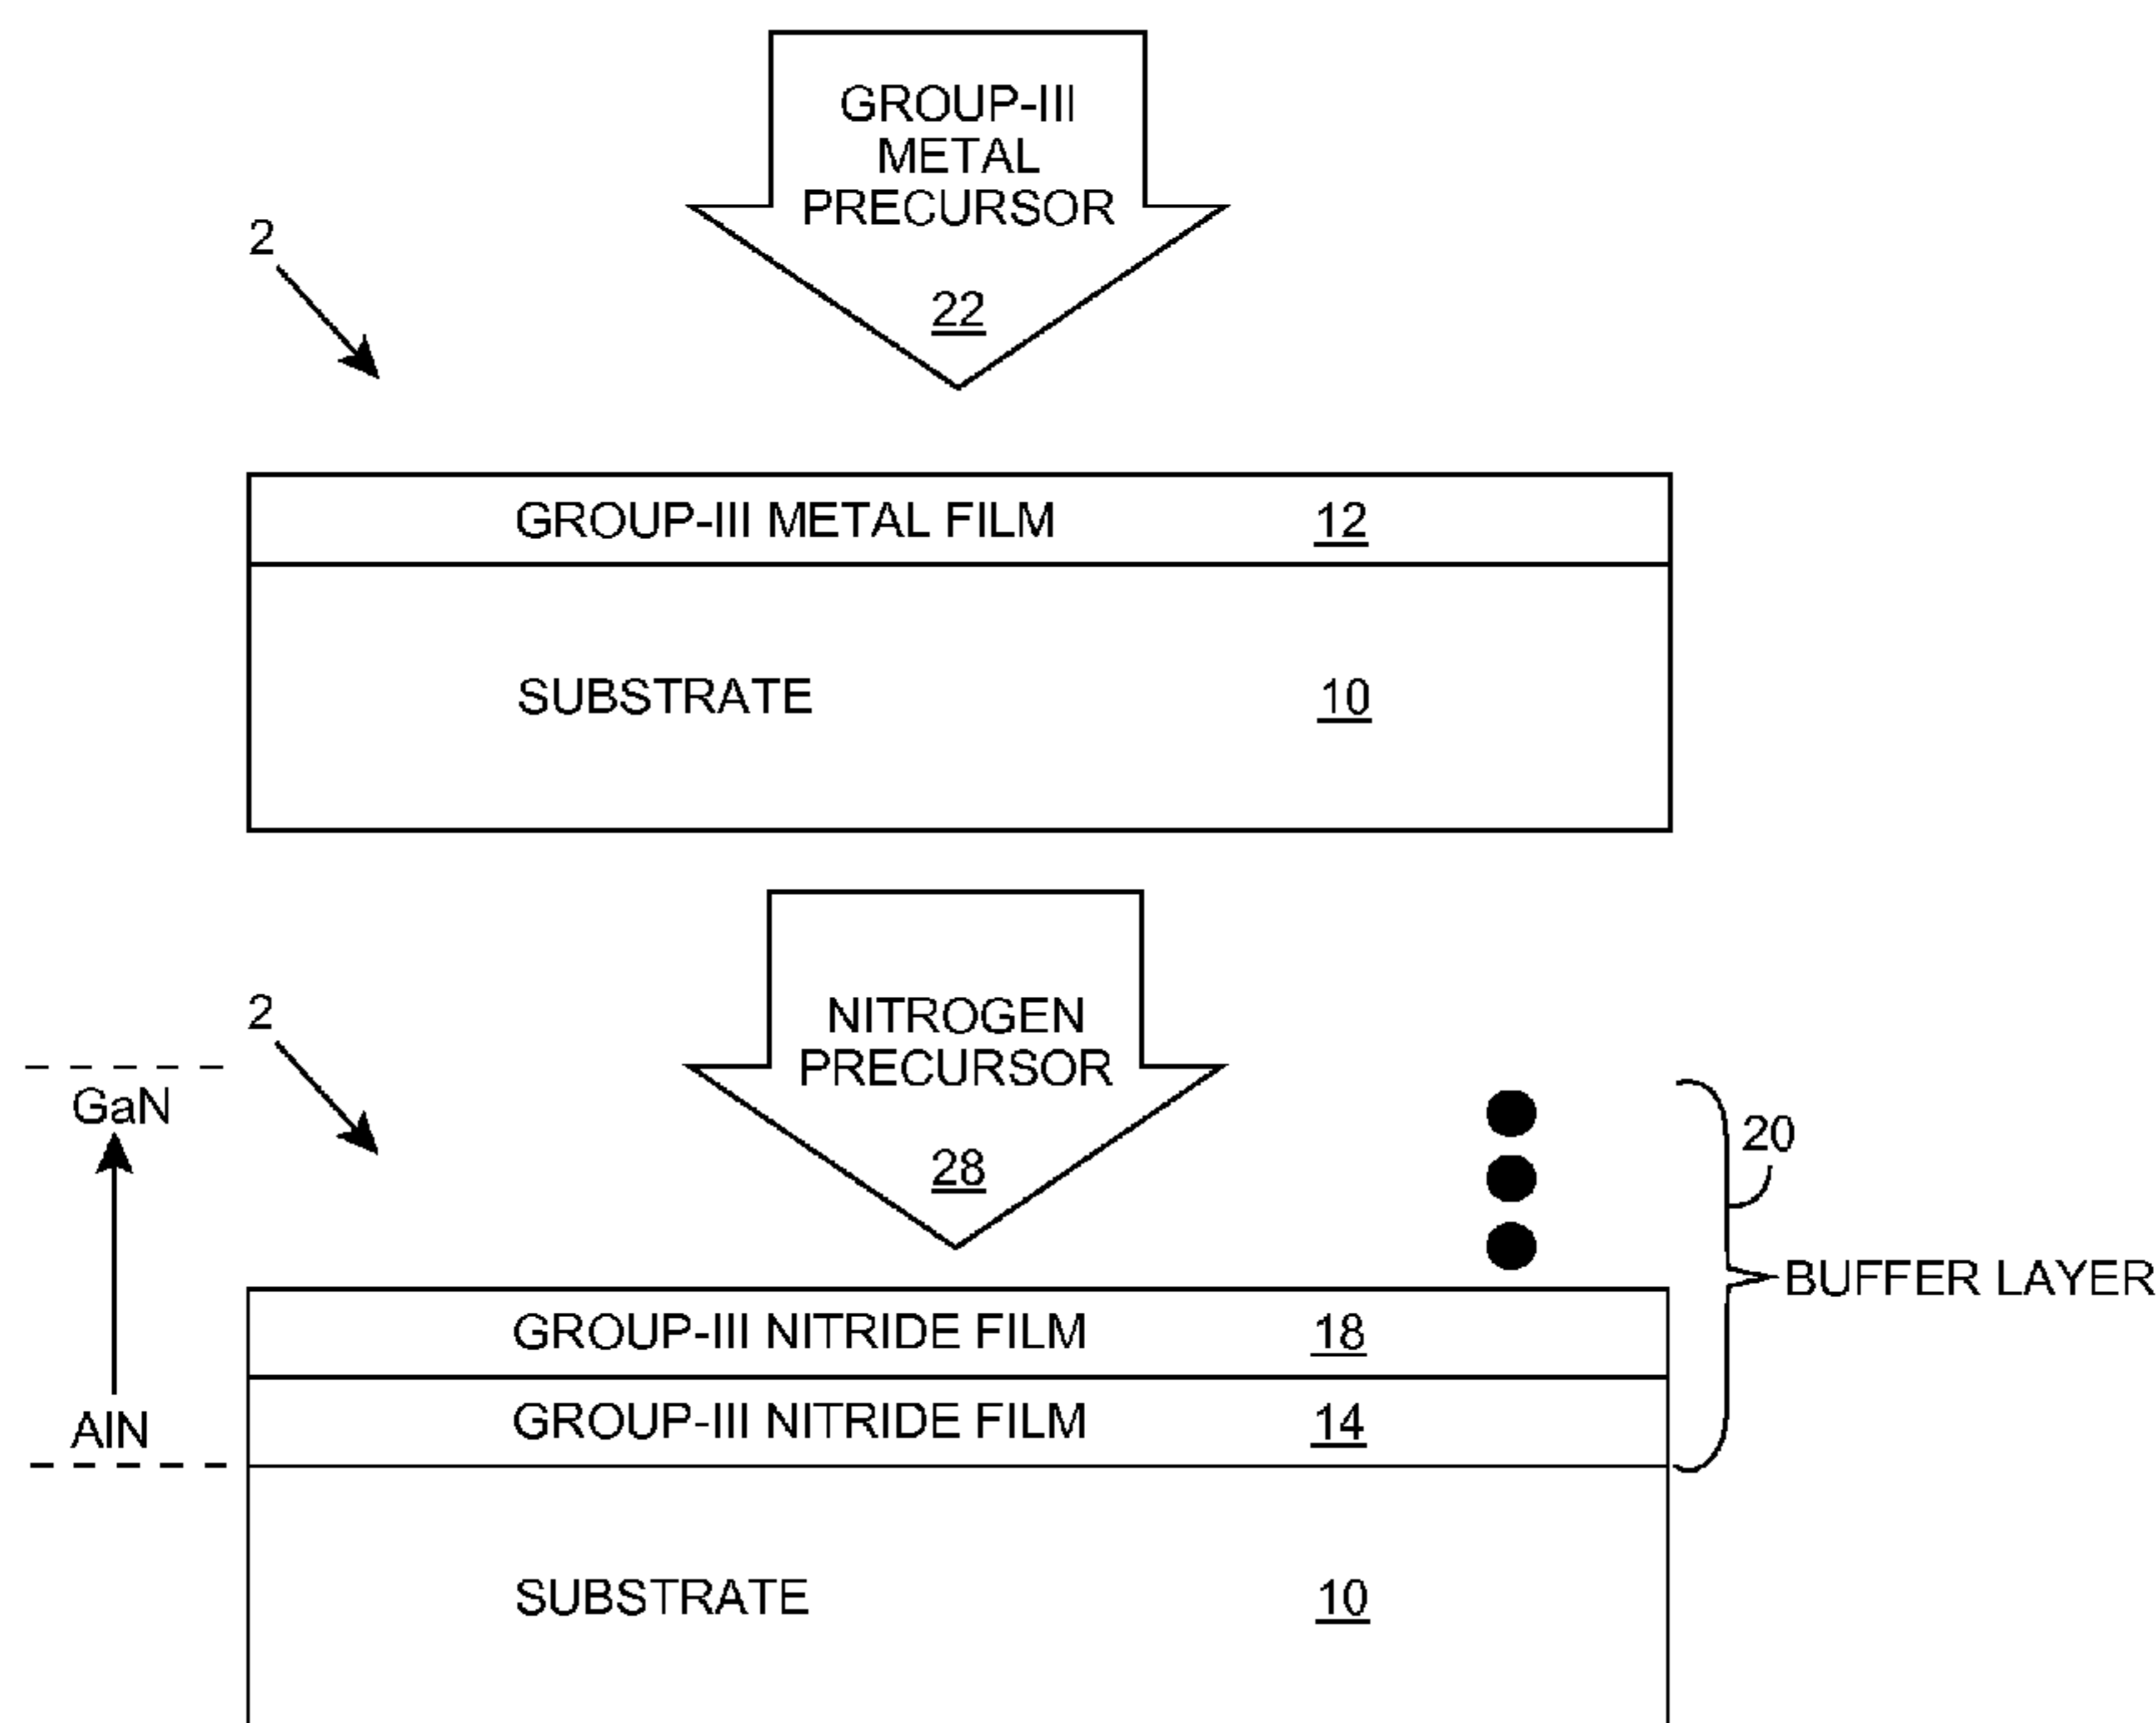 GROUP-III
METAL
PRECURSOR
2
22
GROUP-III METAL FILM 12
SUBSTRATE 10
2
NITROGEN
PRECURSOR
GaN
20
28
BUFFER LAYER
GROUP-III NITRIDE FILM 18
AlN
GROUP-III NITRIDE FILM 14
SUBSTRATE 10